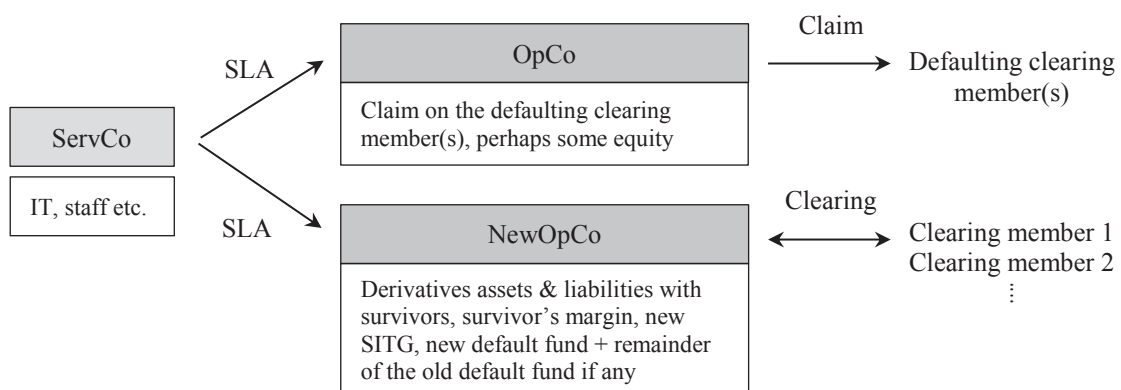 ServCo
IT, staff etc.
SLA
SLA
OpCo
Claim on the defaulting clearing
member(s), perhaps some equity
Claim
Defaulting clearing
member(s)
NewOpCo
Derivatives assets & liabilities with
survivors, survivor's margin, new
SITG, new default fund + remainder
of the old default fund if any
Clearing
Clearing member 1
Clearing member 2